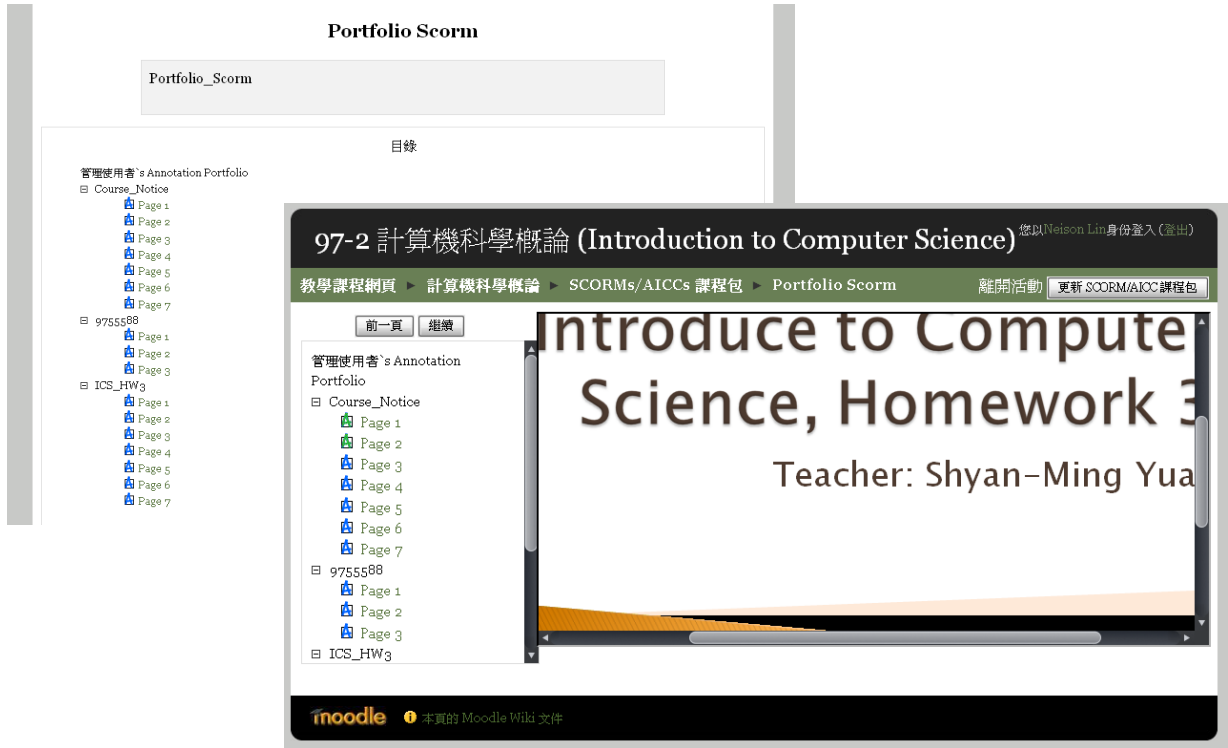 Portfolio Scorm
Portfolio_Scorm
目錄
管理使用者`s Annotation Portfolio
Course_Notice
Page 1
Page 2
Page 3
Page 4
Page 5
Page 6
Page 7
9755588
Page 1
Page 2
Page 3
ICS_HW3
Page 1
Page 2
Page 3
Page 4
Page 5
Page 6
Page 7
97-2 計算機科學概論 (Introduction to Computer Science)
您以Neison Lin身份登入(登出)
教學課程網頁 ► 計算機科學概論 ► SCORMs/AICCs 課程包 ► Portfolio Scorm
離開活動 更新 SCORM/AICC 課程包
前一頁 繼續
管理使用者`s Annotation
Portfolio
Course_Notice
Page 1
Page 2
Page 3
Page 4
Page 5
Page 6
Page 7
9755588
Page 1
Page 2
Page 3
ICS_HW3
Introduce to Compute
Science, Homework 3
Teacher: Shyan-Ming Yua
moodle
本頁的 Moodle Wiki 文件